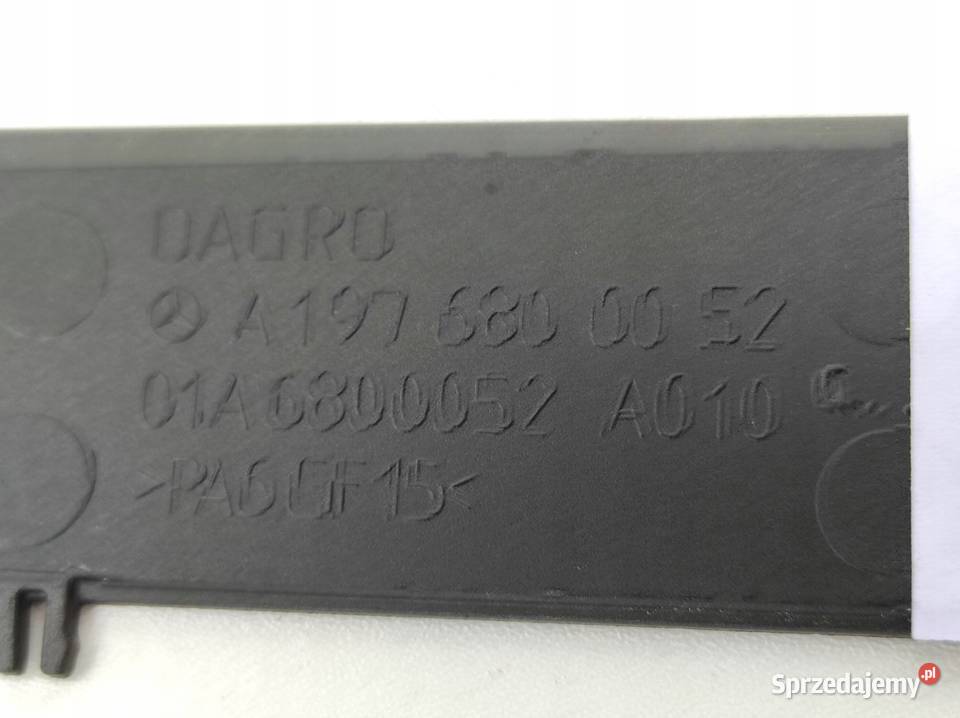 DAGRO
A 197 680 00 52
01A6800052 A010 G
>PA6GF15<
Sprzedajemy.pl